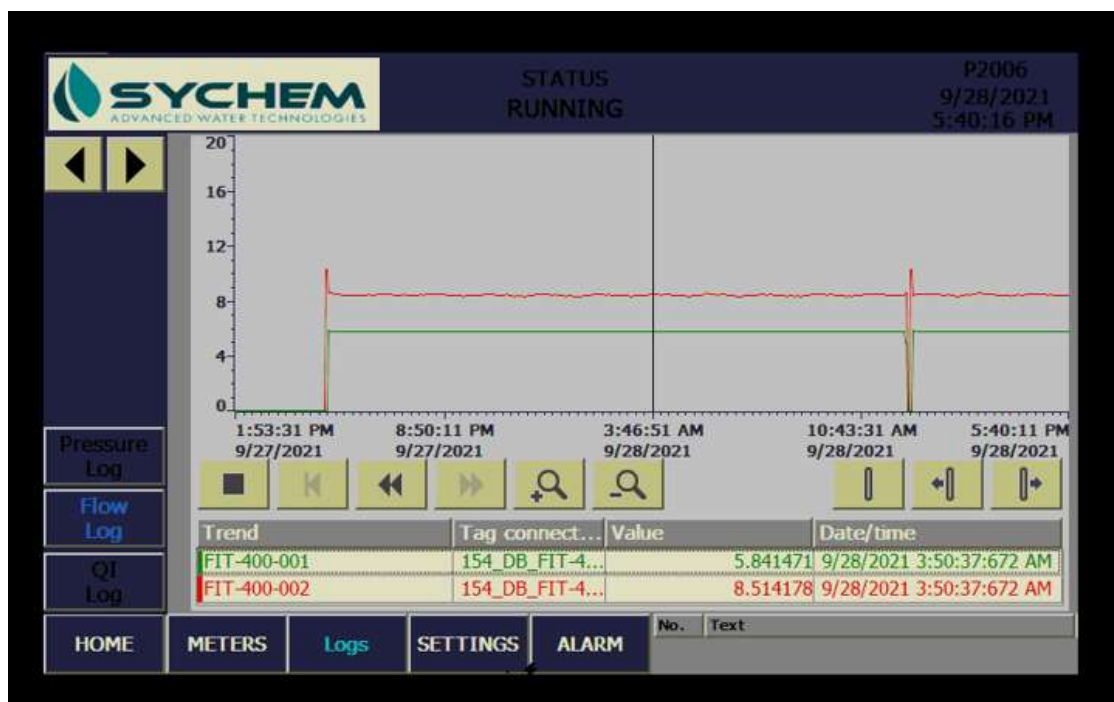 SYCHEM
ADVANCED WATER TECHNOLOGIES
STATUS
RUNNING
P2006
9/28/2021
5:40:16 PM
20
16
12
8
4
0
1:53:31 PM 8:50:11 PM 3:46:51 AM 10:43:31 AM 5:40:11 PM
9/27/2021 9/27/2021 9/28/2021 9/28/2021 9/28/2021
Pressure
Log
Flow
Log
QI
Log
Trend Tag connect... Value Date/time
FIT-400-001 154_DB_FIT-4... 5.841471 9/28/2021 3:50:37:672 AM
FIT-400-002 154_DB_FIT-4... 8.514178 9/28/2021 3:50:37:672 AM
No. Text
HOME METERS Logs SETTINGS ALARM